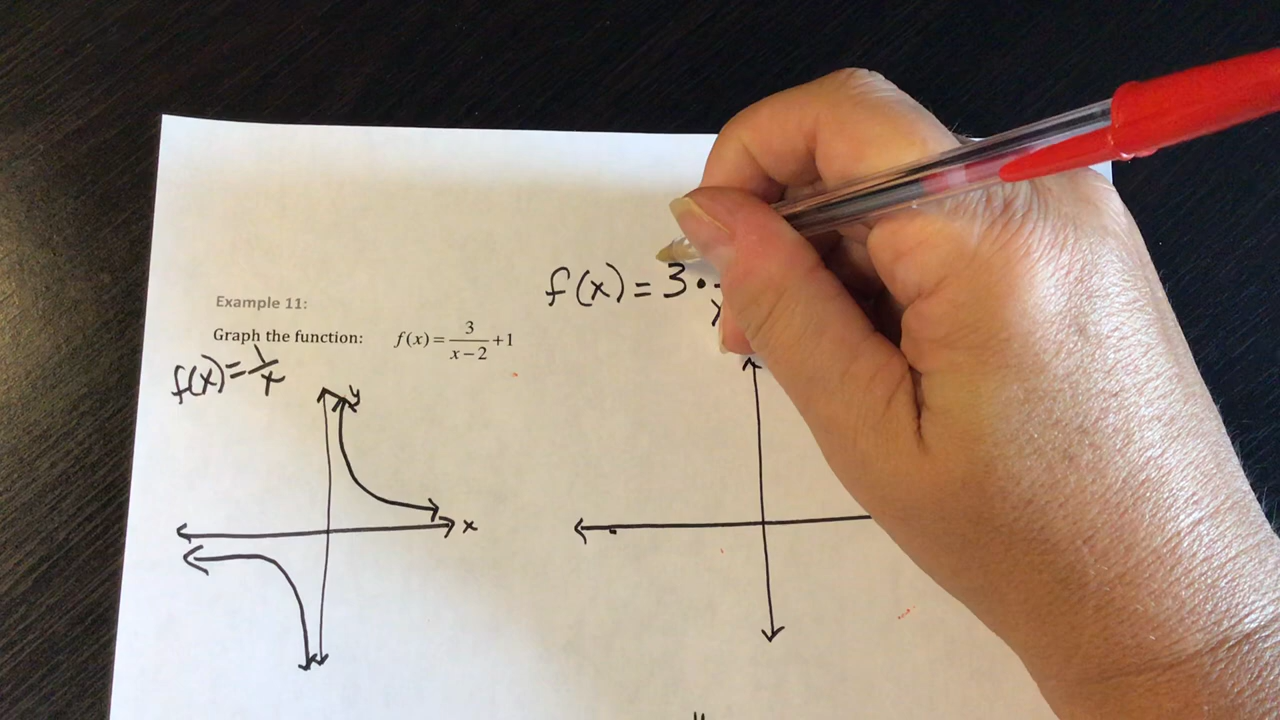 f(x) = 3 ·
Example 11:
Graph the function: f(x) = 3/(x − 2) + 1
f(x) = 1/x
y
x